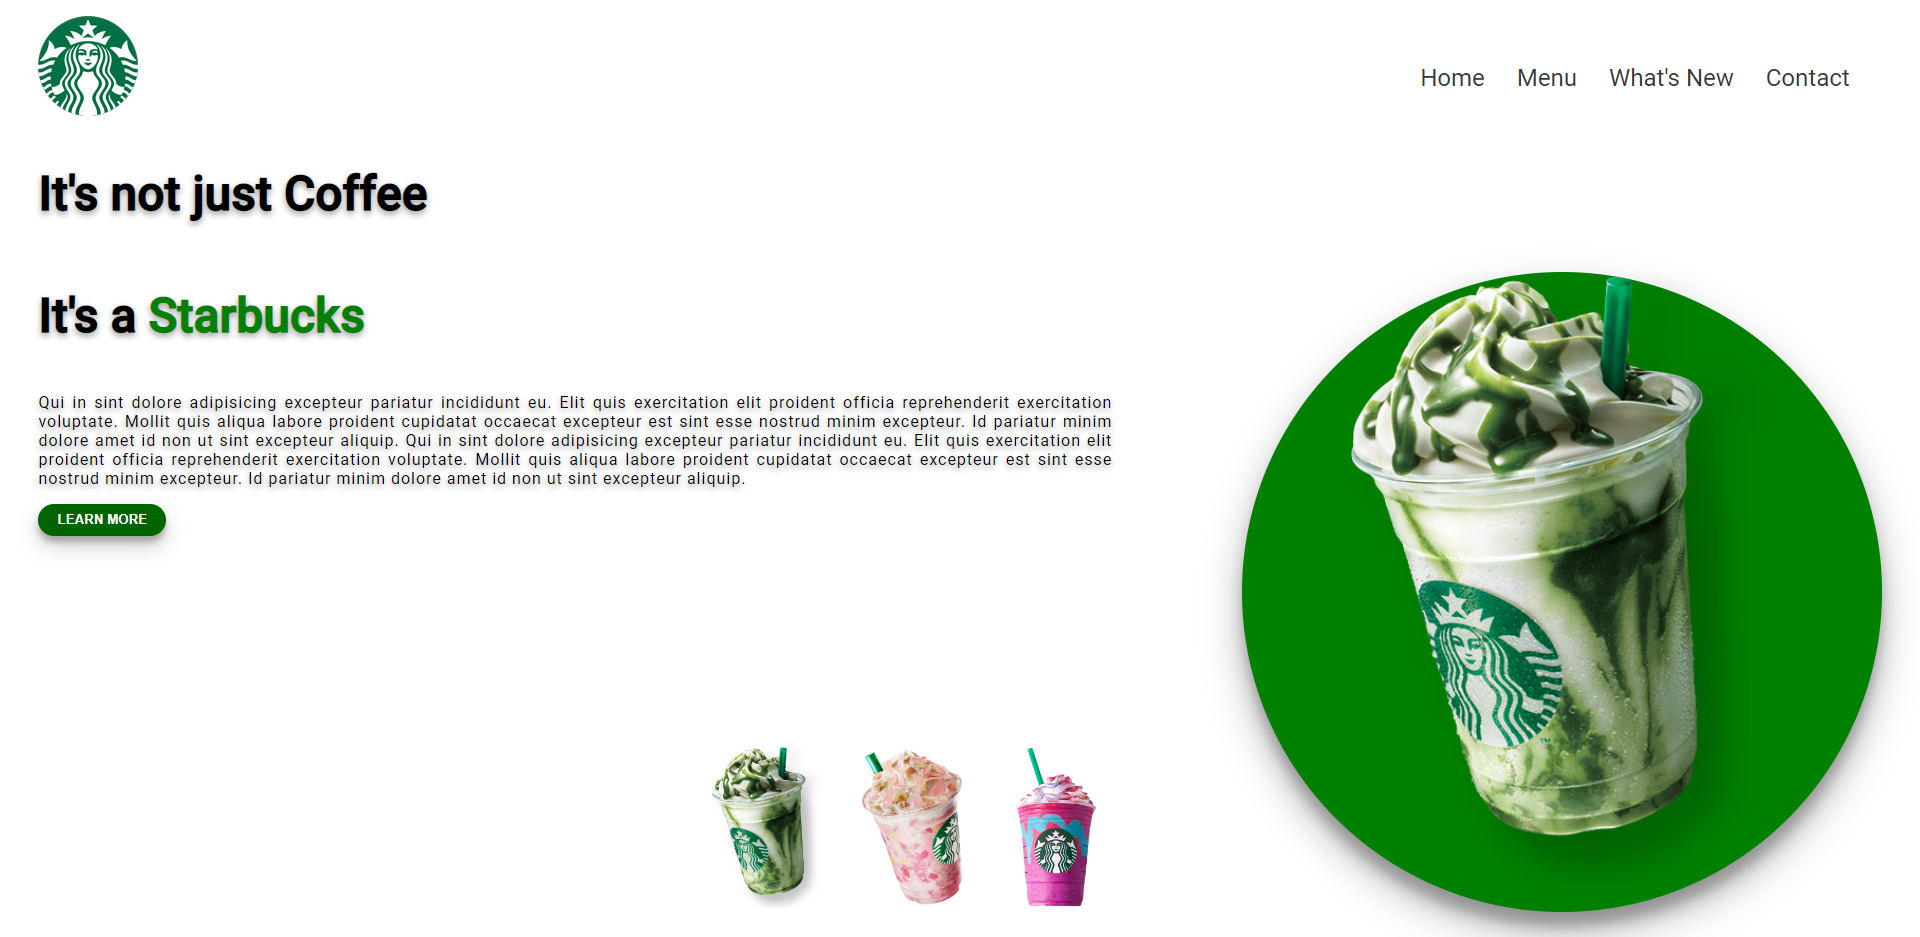 Home Menu What's New Contact
It's not just Coffee
It's a Starbucks
Qui in sint dolore adipisicing excepteur pariatur incididunt eu. Elit quis exercitation elit proident officia reprehenderit exercitation
voluptate. Mollit quis aliqua labore proident cupidatat occaecat excepteur est sint esse nostrud minim excepteur. Id pariatur minim
dolore amet id non ut sint excepteur aliquip. Qui in sint dolore adipisicing excepteur pariatur incididunt eu. Elit quis exercitation elit
proident officia reprehenderit exercitation voluptate. Mollit quis aliqua labore proident cupidatat occaecat excepteur est sint esse
nostrud minim excepteur. Id pariatur minim dolore amet id non ut sint excepteur aliquip.
LEARN MORE
TM